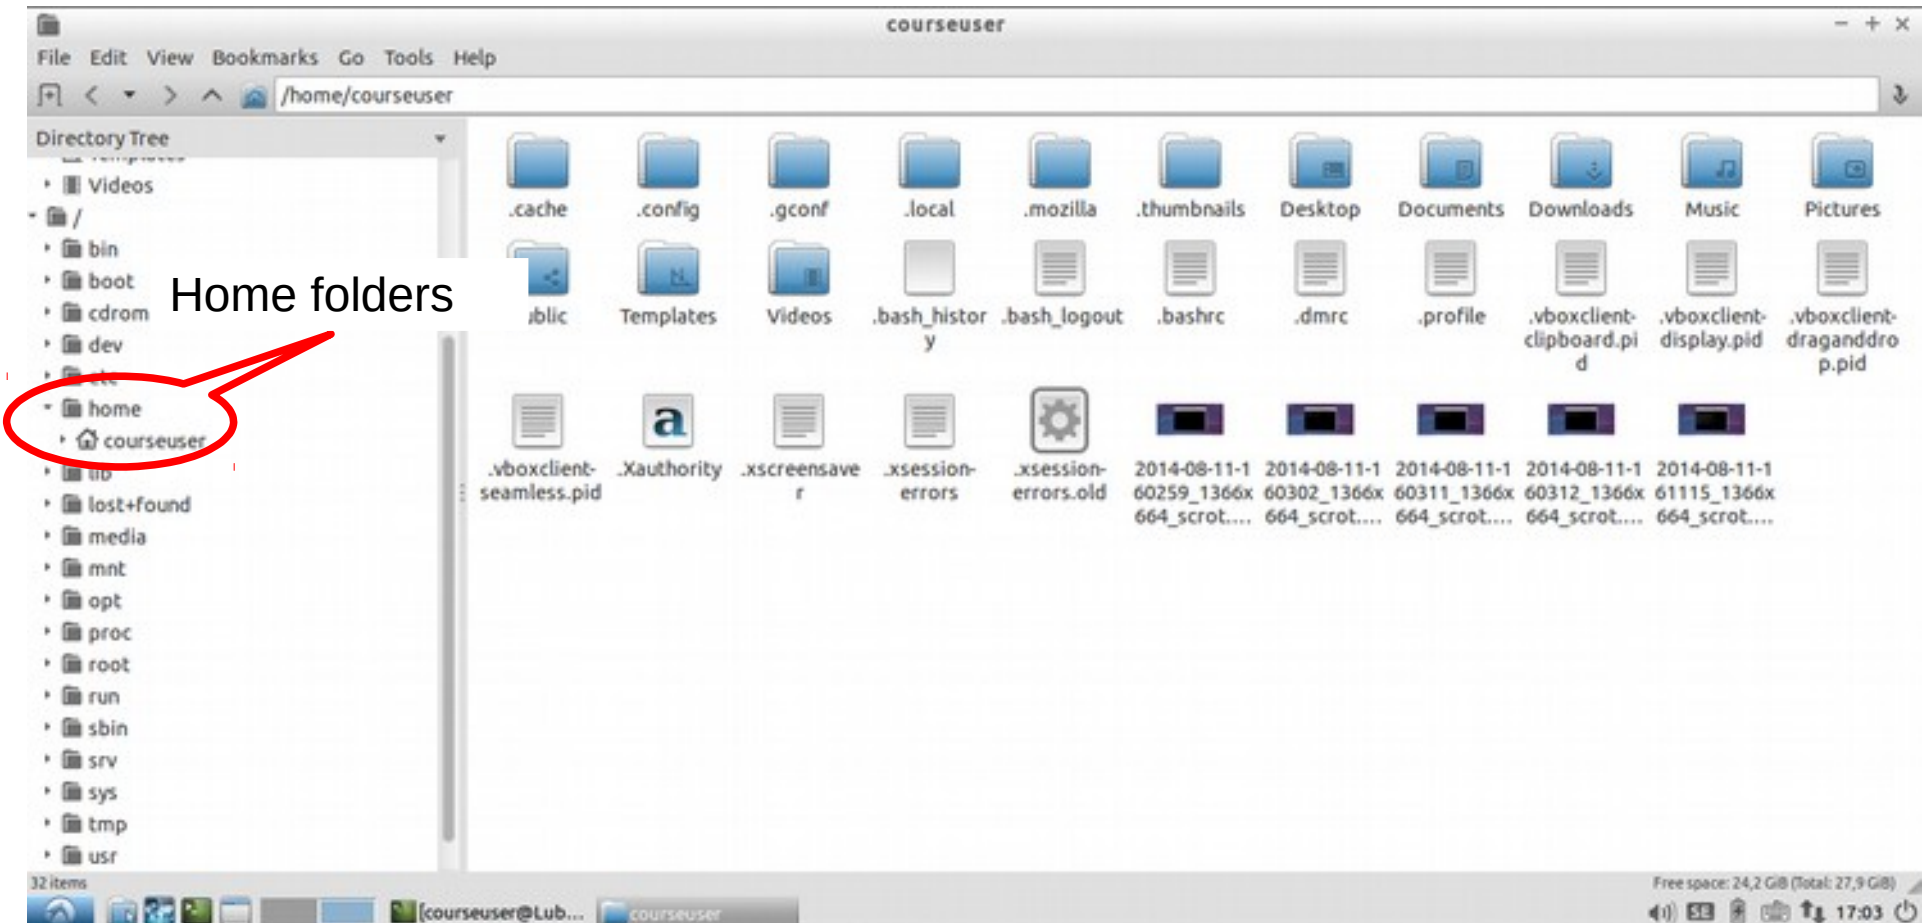 courseuser
File Edit View Bookmarks Go Tools Help
/home/courseuser
Directory Tree
Templates
Videos
/
bin
boot
cdrom
dev
etc
home
courseuser
lib
lost+found
media
mnt
opt
proc
root
run
sbin
srv
sys
tmp
usr
Home folders
.cache .config .gconf .local .mozilla .thumbnails Desktop Documents Downloads Music Pictures
ublic Templates Videos .bash_histor .bash_logout .bashrc .dmrc .profile .vboxclient- .vboxclient- .vboxclient-
y clipboard.pi display.pid draganddro
d p.pid
a
.vboxclient- .Xauthority .xscreensave .xsession- .xsession- 2014-08-11-1 2014-08-11-1 2014-08-11-1 2014-08-11-1 2014-08-11-1
seamless.pid r errors errors.old 60259_1366x 60302_1366x 60311_1366x 60312_1366x 61115_1366x
664_scrot.... 664_scrot.... 664_scrot.... 664_scrot.... 664_scrot....
32 items Free space: 24,2 GiB (Total: 27,9 GiB)
[courseuser@Lub... courseuser SE 17:03